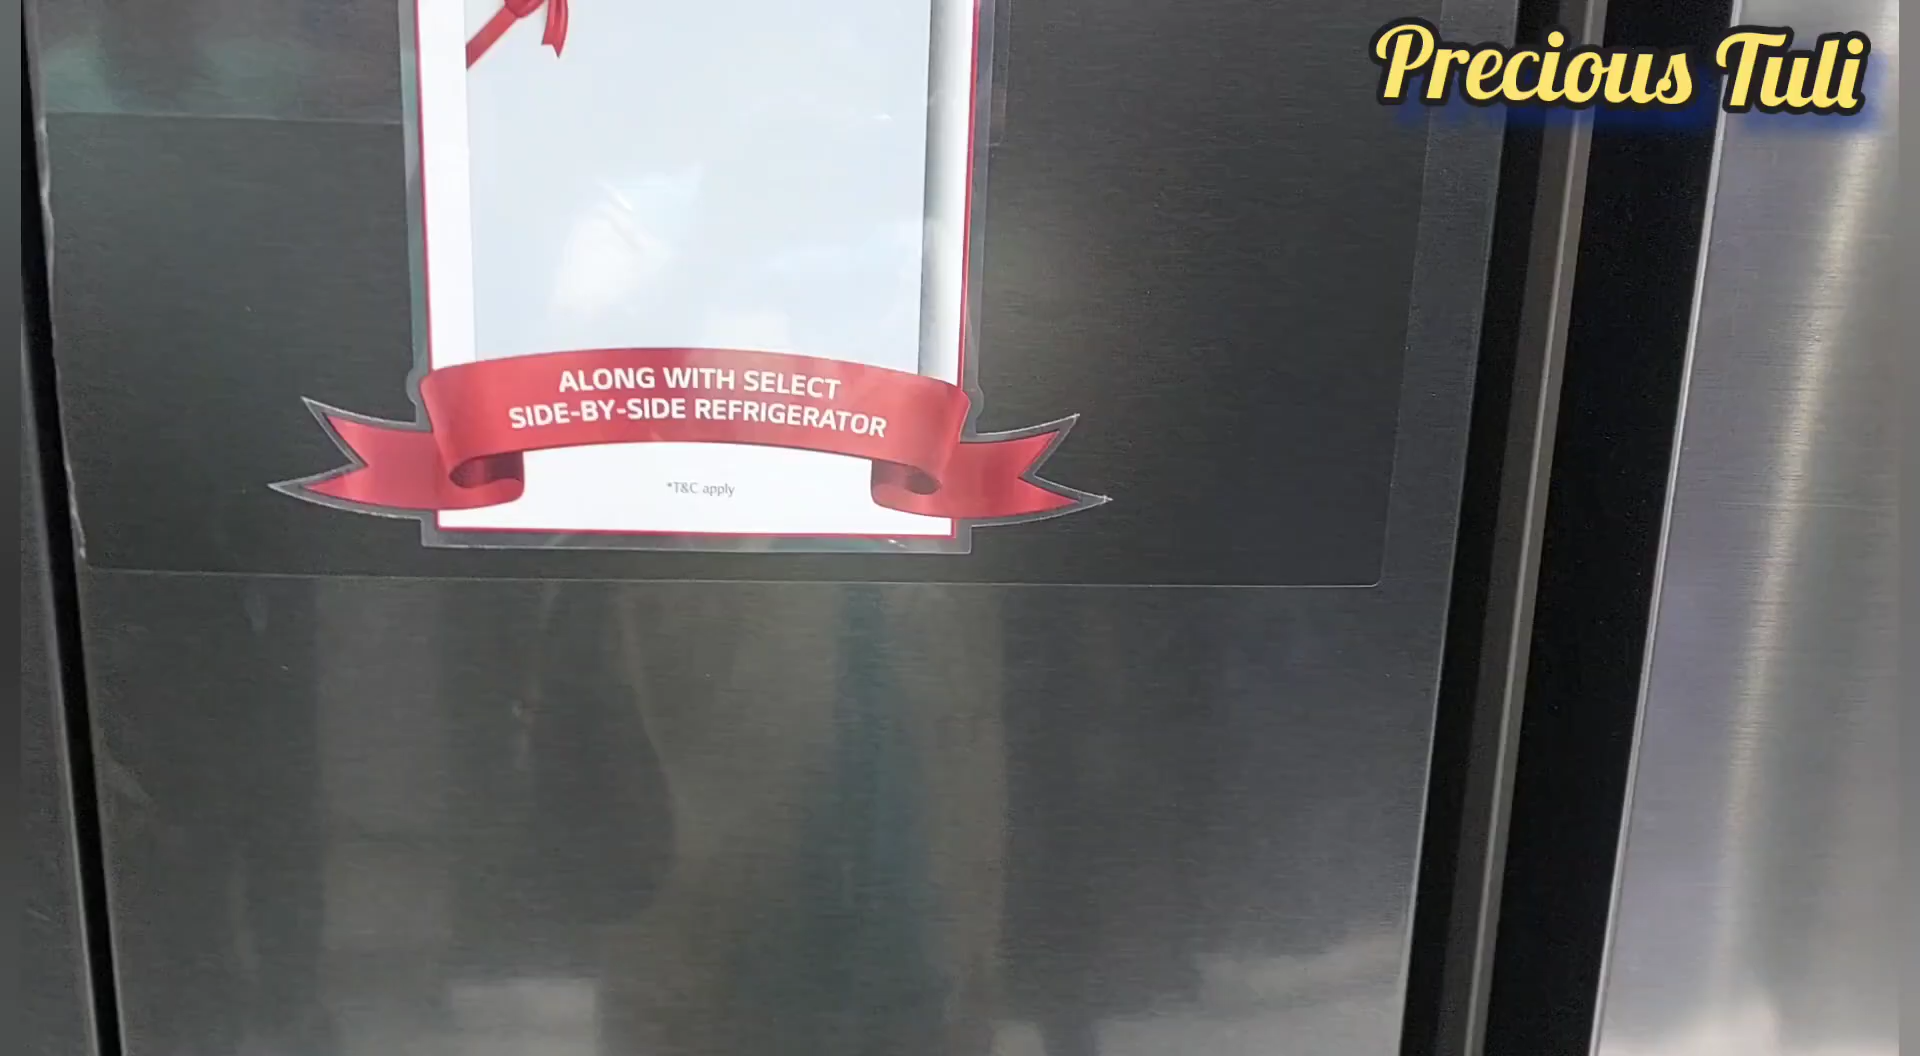 Precious Tuli
ALONG WITH SELECT
SIDE-BY-SIDE REFRIGERATOR
*T&C apply